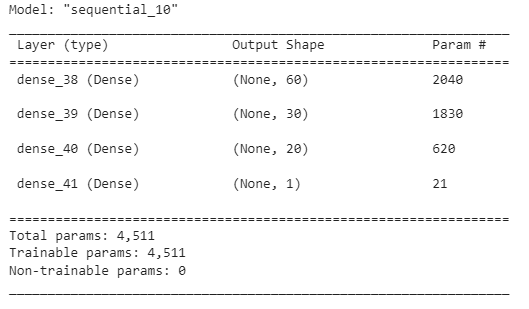 Model: "sequential_10"
Layer (type) Output Shape Param #
dense_38 (Dense) (None, 60) 2040
dense_39 (Dense) (None, 30) 1830
dense_40 (Dense) (None, 20) 620
dense_41 (Dense) (None, 1) 21
Total params: 4,511
Trainable params: 4,511
Non-trainable params: 0